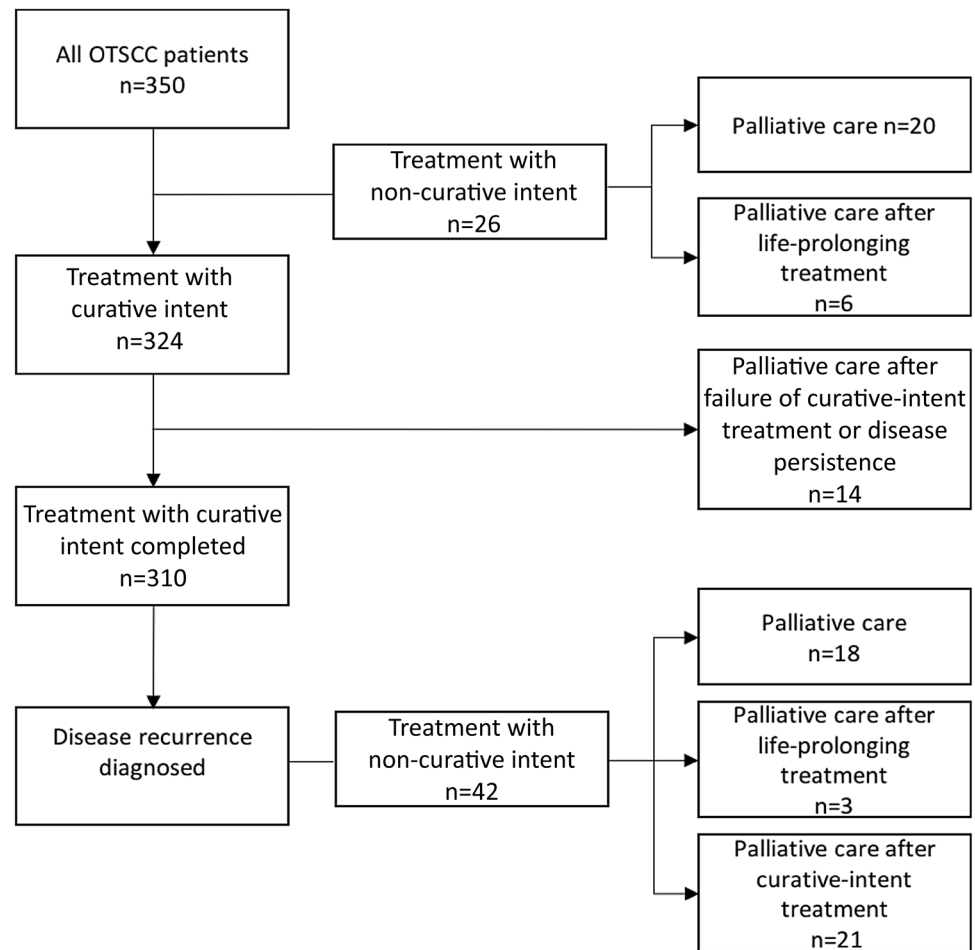 All OTSCC patients
n=350
Treatment with
non-curative intent
n=26
Palliative care n=20
Palliative care after
life-prolonging
treatment
n=6
Treatment with
curative intent
n=324
Palliative care after
failure of curative-intent
treatment or disease
persistence
n=14
Treatment with curative
intent completed
n=310
Disease recurrence
diagnosed
Treatment with
non-curative intent
n=42
Palliative care
n=18
Palliative care after
life-prolonging
treatment
n=3
Palliative care after
curative-intent
treatment
n=21